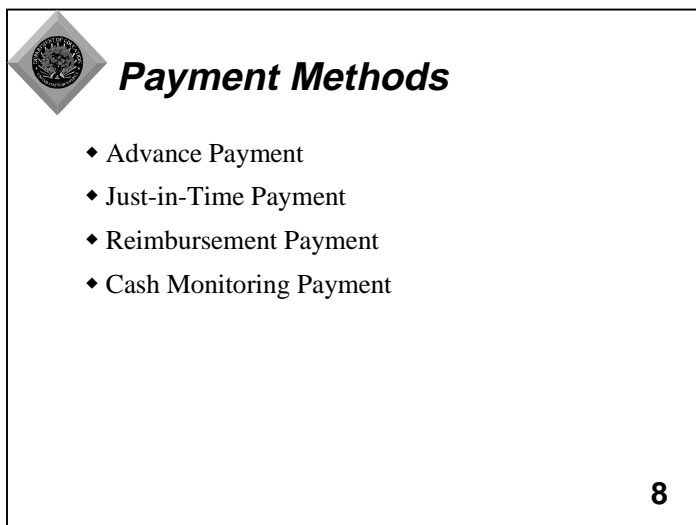 Payment Methods
◆ Advance Payment
◆ Just-in-Time Payment
◆ Reimbursement Payment
◆ Cash Monitoring Payment
8